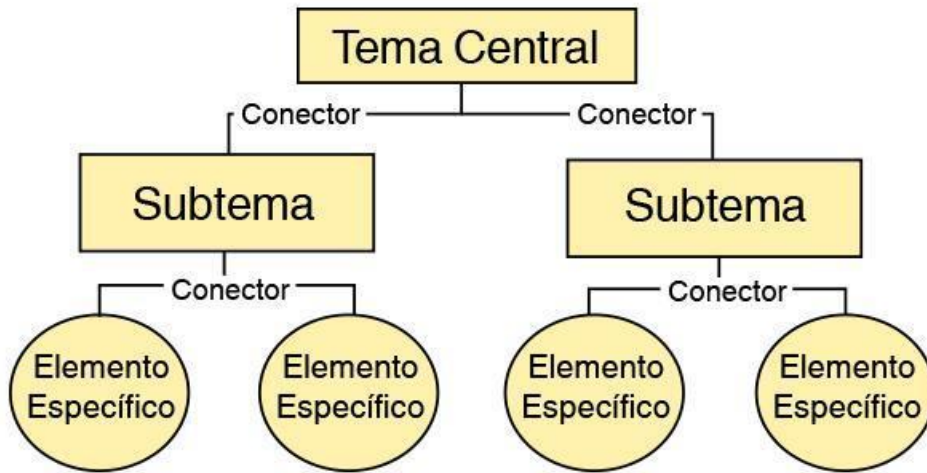 Tema Central
Conector
Conector
Subtema
Subtema
Conector
Conector
Elemento
Específico
Elemento
Específico
Elemento
Específico
Elemento
Específico